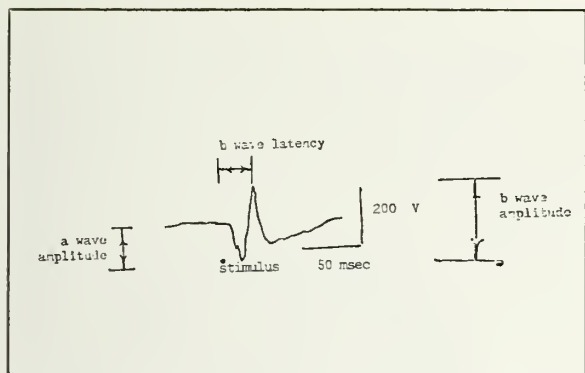 b wave latency
a wave
amplitude
stimulus
50 msec
200 V
b wave
amplitude